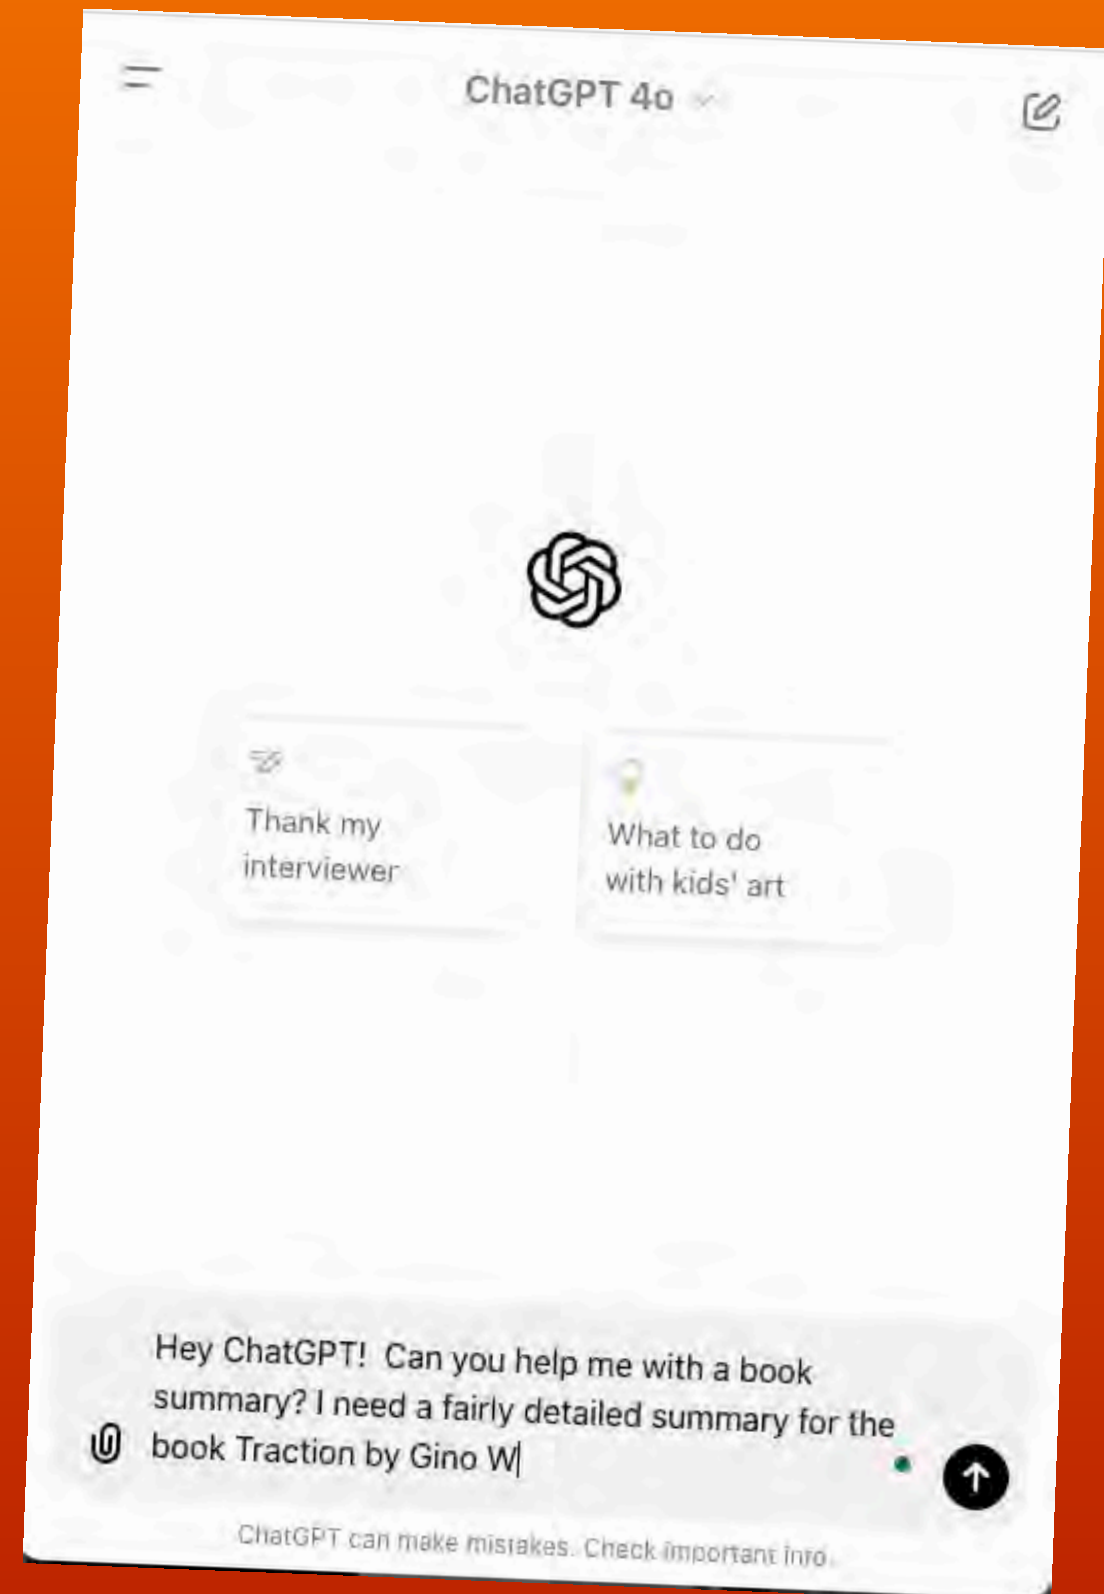 ChatGPT 4o
Thank my
interviewer
What to do
with kids' art
Hey ChatGPT!  Can you help me with a book
summary? I need a fairly detailed summary for the
book Traction by Gino W
ChatGPT can make mistakes. Check important info.